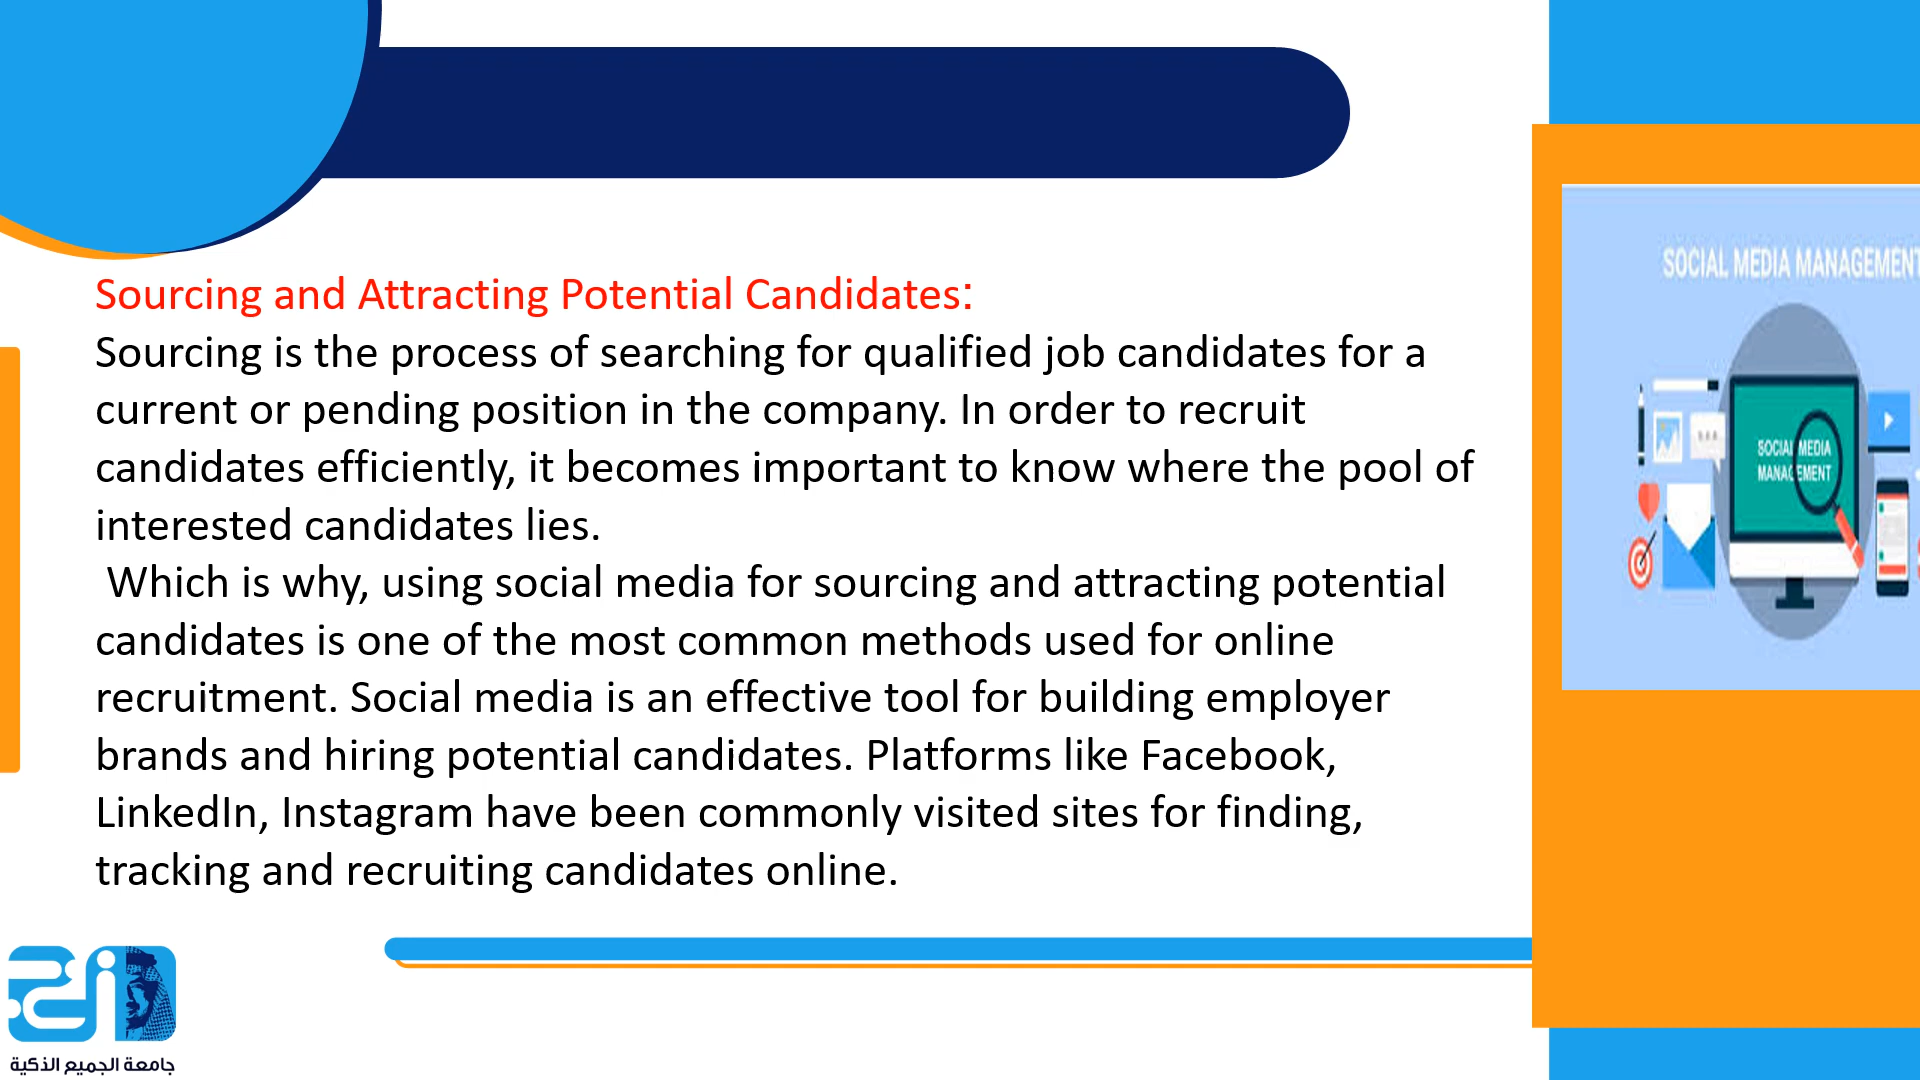 Sourcing and Attracting Potential Candidates:
Sourcing is the process of searching for qualified job candidates for a
current or pending position in the company. In order to recruit
candidates efficiently, it becomes important to know where the pool of
interested candidates lies.
Which is why, using social media for sourcing and attracting potential
candidates is one of the most common methods used for online
recruitment. Social media is an effective tool for building employer
brands and hiring potential candidates. Platforms like Facebook,
LinkedIn, Instagram have been commonly visited sites for finding,
tracking and recruiting candidates online.
SOCIAL MEDIA MANAGEMENT
SOCIAL MEDIA
MANAGEMENT
جامعة الجميع الذكية